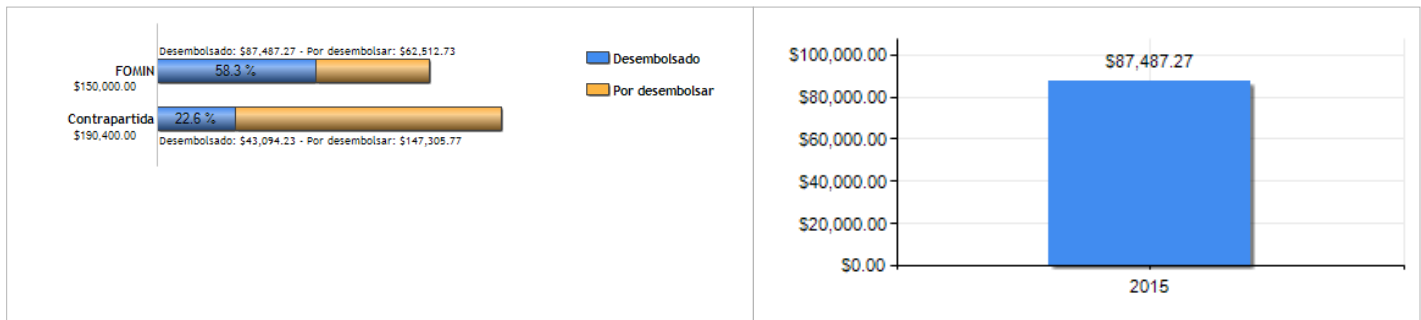 Desembolsado: $87,487.27 - Por desembolsar: $62,512.73
FOMIN
58.3 %
$150,000.00
Contrapartida
22.6 %
$190,400.00
Desembolsado: $43,094.23 - Por desembolsar: $147,305.77
Desembolsado
Por desembolsar
$100,000.00
$87,487.27
$80,000.00
$60,000.00
$40,000.00
$20,000.00
$0.00
2015